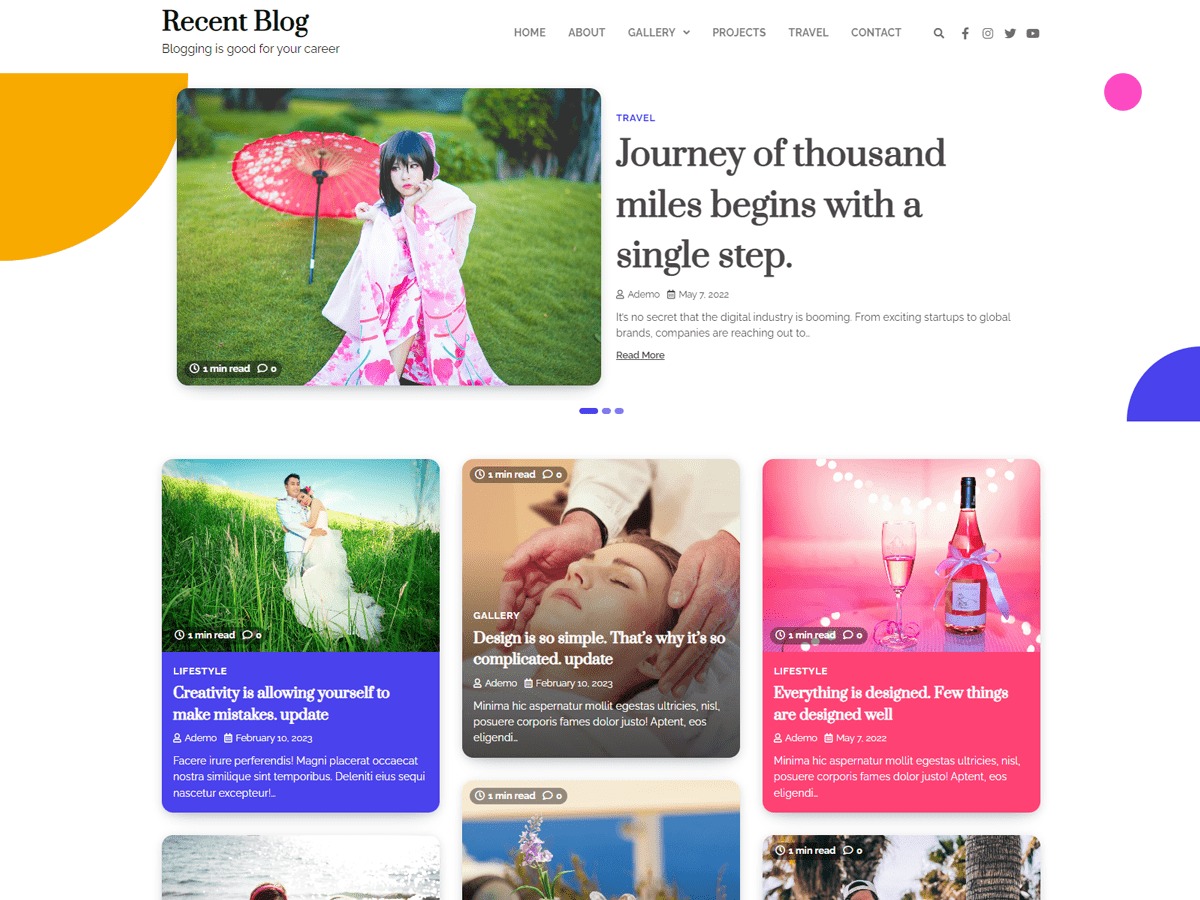 Recent Blog
Blogging is good for your career
HOME ABOUT GALLERY PROJECTS TRAVEL CONTACT
TRAVEL
Journey of thousand
miles begins with a
single step.
Ademo May 7, 2022
It's no secret that the digital industry is booming. From exciting startups to global
brands, companies are reaching out to…
Read More
1 min read 0
1 min read 0
LIFESTYLE
Creativity is allowing yourself to
make mistakes. update
Ademo February 10, 2023
Facere irure perferendis! Magni placerat occaecat
nostra similique sint temporibus. Deleniti eius sequi
nascetur excepteur!…
1 min read 0
GALLERY
Design is so simple. That's why it's so
complicated. update
Ademo February 10, 2023
Minima hic aspernatur mollit egestas ultricies, nisl,
posuere corporis fames dolor justo! Aptent, eos
eligendi…
1 min read 0
LIFESTYLE
Everything is designed. Few things
are designed well
Ademo May 7, 2022
Minima hic aspernatur mollit egestas ultricies, nisl,
posuere corporis fames dolor justo! Aptent, eos
eligendi…
1 min read 0
1 min read 0